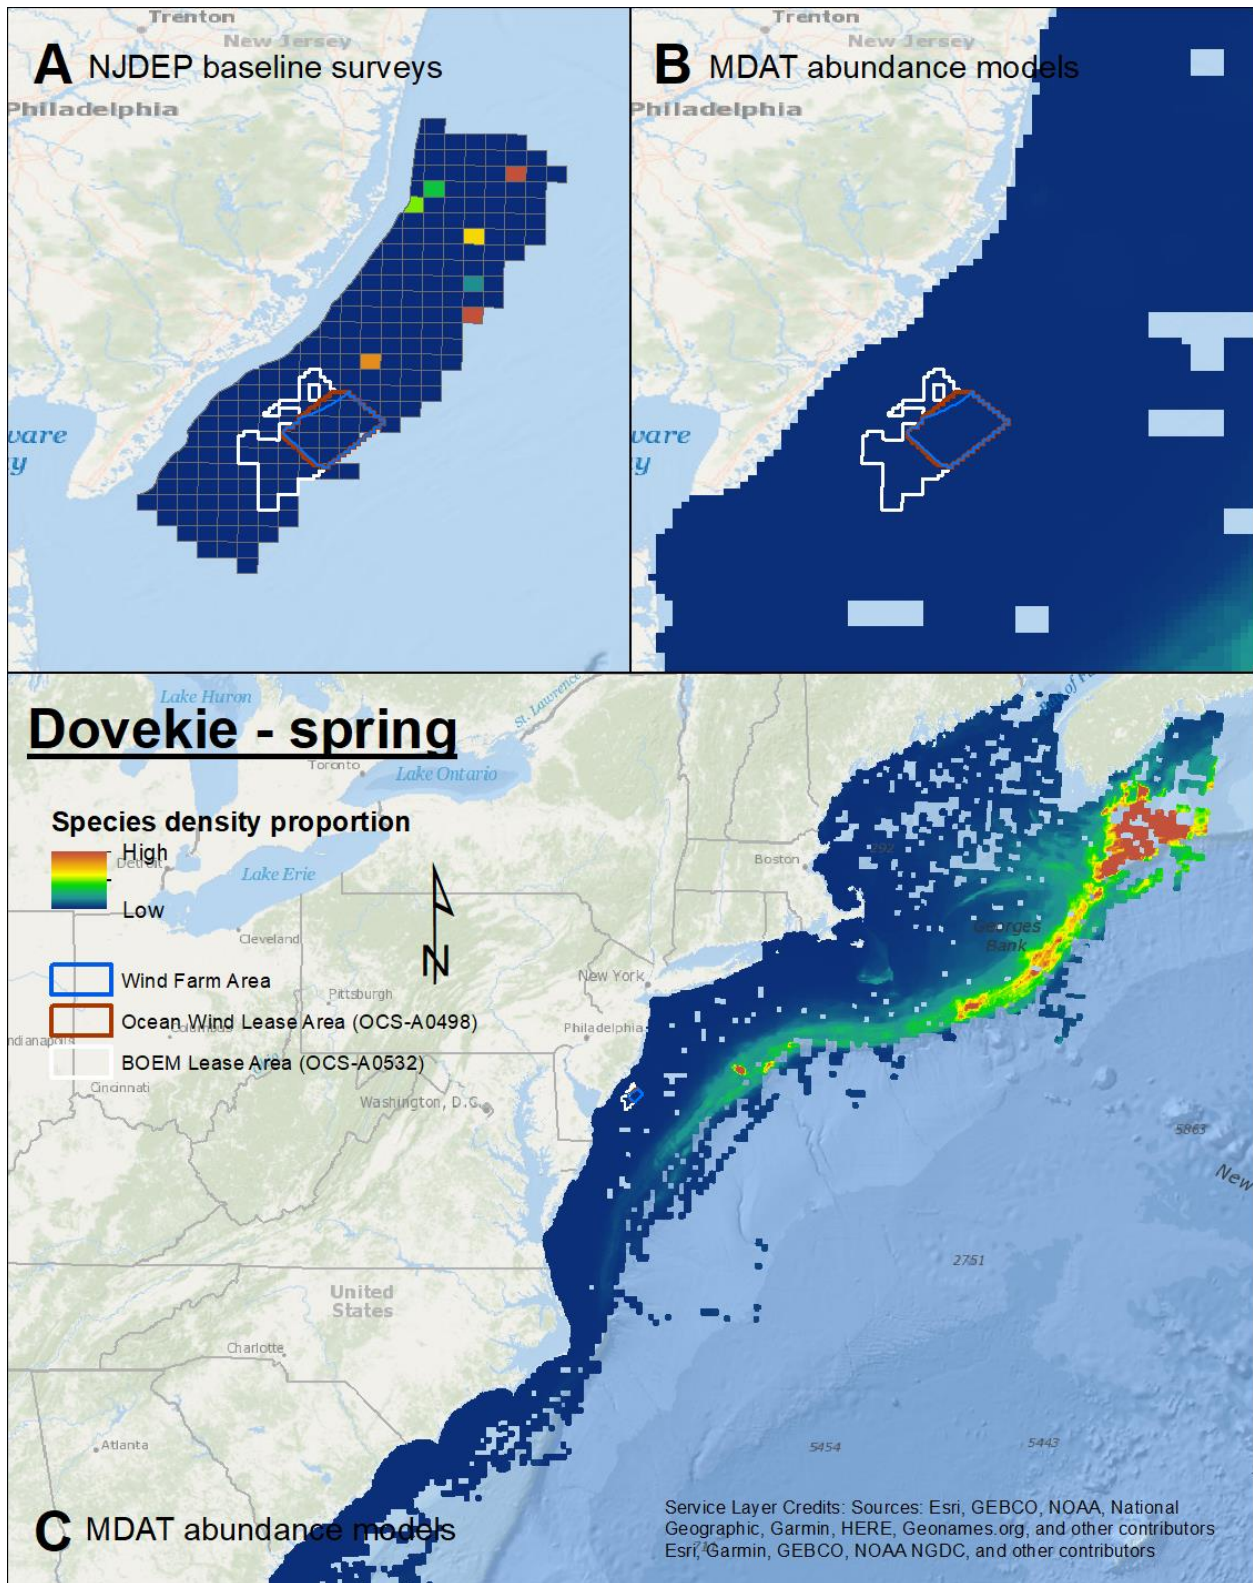 Trenton
New Jersey
A NJDEP baseline surveys
Philadelphia
ware
y
Trenton
New Jersey
B MDAT abundance models
Philadelphia
ware
y
Lake Huron
St. Lawrence
Dovekie - spring
Toronto
Lake Ontario
Species density proportion
High
Detroit
Low
Lake Erie
Boston
292
Cleveland
Georges
Bank
N
New York
Wind Farm Area
Pittsburgh
Ocean Wind Lease Area (OCS-A0498)
Columbus
Philadelphia
Indianapolis
BOEM Lease Area (OCS-A0532)
Cincinnati
Washington, D.C.
5863
New
2751
United
States
Charlotte
Atlanta
5454
5443
C MDAT abundance models
Service Layer Credits: Sources: Esri, GEBCO, NOAA, National
Geographic, Garmin, HERE, Geonames.org, and other contributors
Esri, Garmin, GEBCO, NOAA NGDC, and other contributors